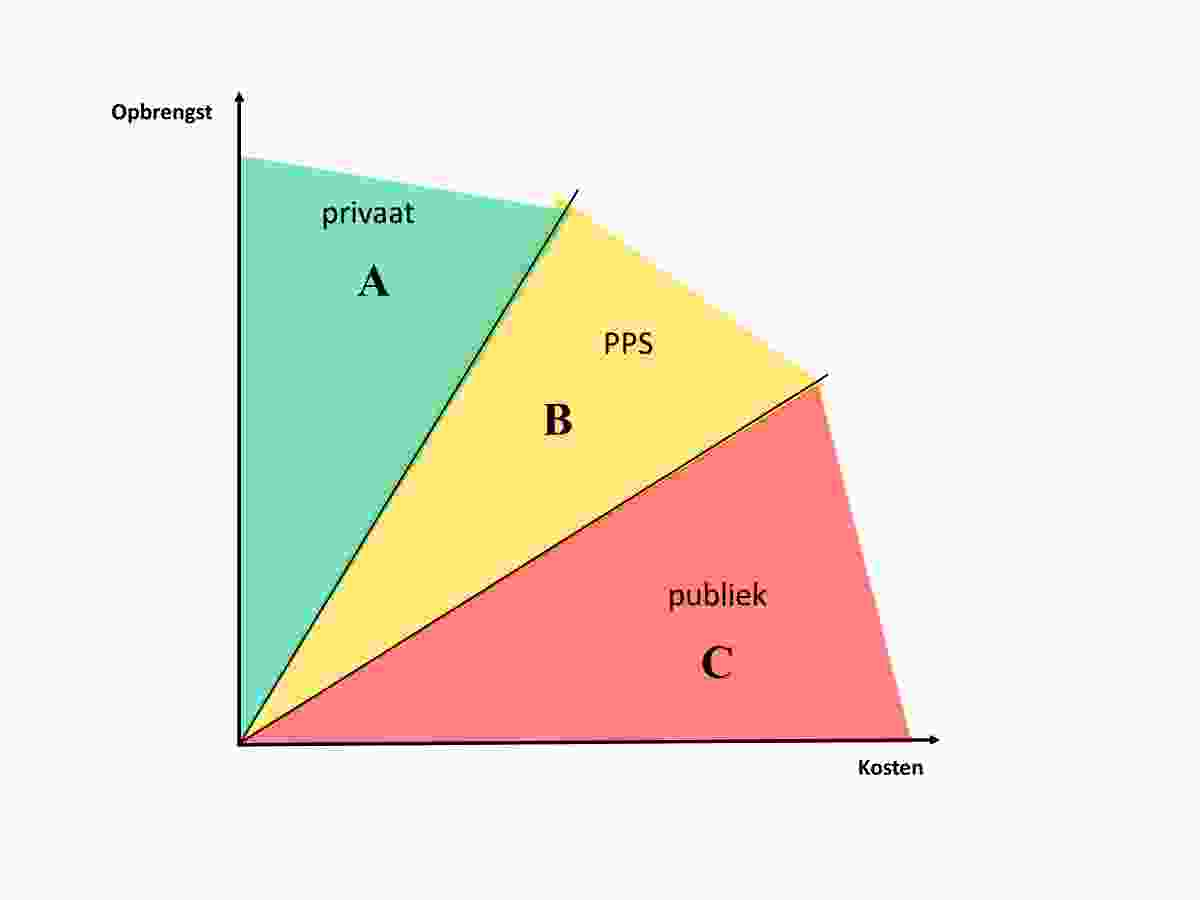 Opbrengst
privaat
A
PPS
B
publiek
C
Kosten